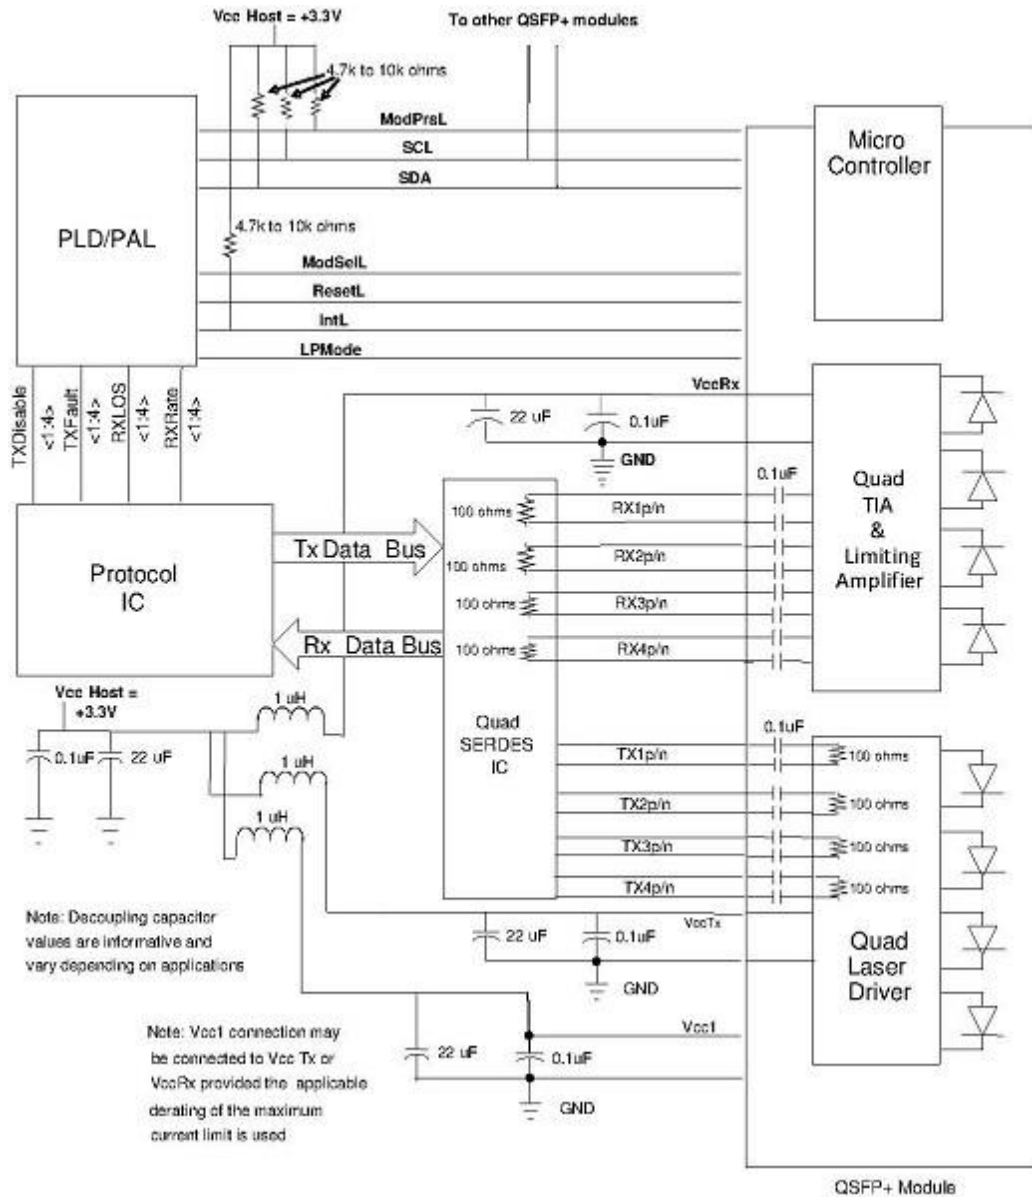 Vcc Host = +3.3V
To other QSFP+ modules
4.7k to 10k ohms
ModPrsL
SCL
SDA
Micro
Controller
PLD/PAL
4.7k to 10k ohms
ModSelL
ResetL
IntL
LPMode
TXDisable
<1:4>
TXFault
<1:4>
RXLOS
<1:4>
RXRate
<1:4>
VccRx
22 uF
0.1uF
GND
0.1uF
Quad
TIA
&
Limiting
Amplifier
100 ohms
RX1p/n
100 ohms
RX2p/n
100 ohms
RX3p/n
100 ohms
RX4p/n
Tx Data Bus
Protocol
IC
Rx Data Bus
Vcc Host =
+3.3V
0.1uF
22 uF
1 uH
1 uH
1 uH
Quad
SERDES
IC
0.1uF
TX1p/n
100 ohms
TX2p/n
100 ohms
TX3p/n
100 ohms
TX4p/n
100 ohms
Note: Decoupling capacitor
values are informative and
vary depending on applications
22 uF
0.1uF
VccTx
GND
Quad
Laser
Driver
Note: Vcc1 connection may
be connected to Vcc Tx or
VccRx provided the applicable
derating of the maximum
current limit is used
22 uF
0.1uF
Vcc1
GND
QSFP+ Module